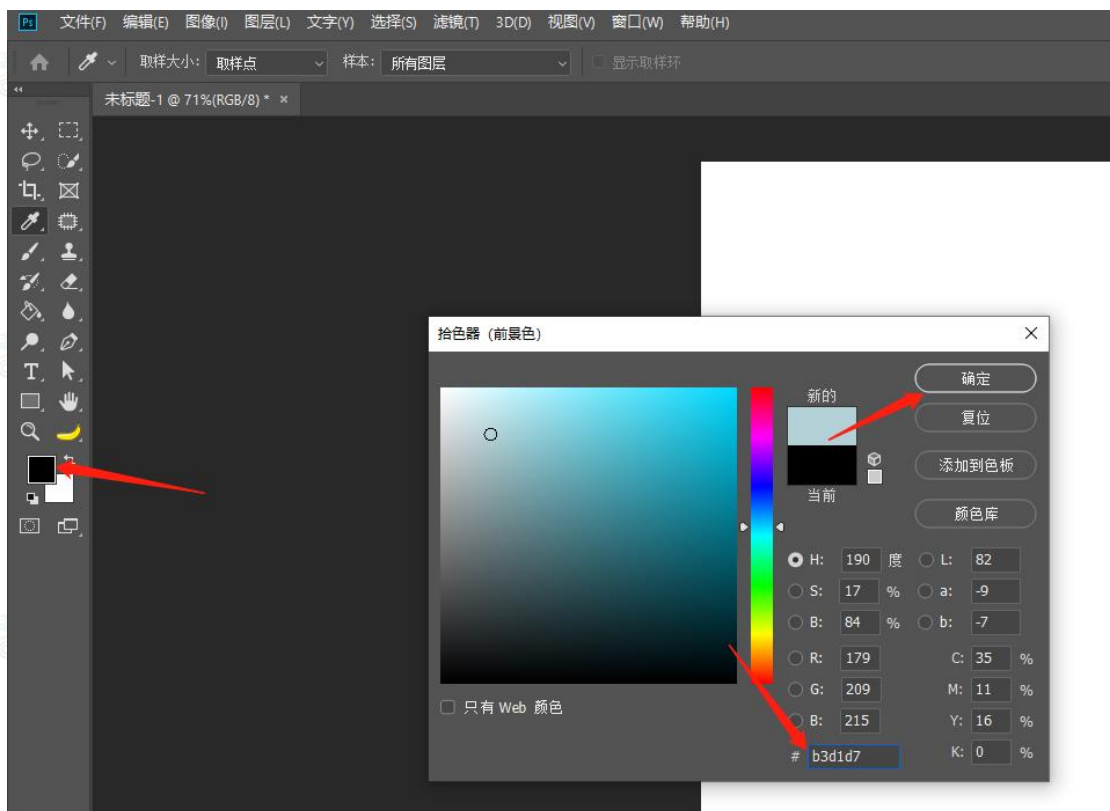 Ps 文件(F) 编辑(E) 图像(I) 图层(L) 文字(Y) 选择(S) 滤镜(T) 3D(D) 视图(V) 窗口(W) 帮助(H)
取样大小: 取样点 样本: 所有图层 显示取样环
未标题-1 @ 71%(RGB/8) * ×
拾色器（前景色）
确定
新的
复位
添加到色板
当前
颜色库
H: 190 度 L: 82
S: 17 % a: -9
B: 84 % b: -7
R: 179 C: 35 %
G: 209 M: 11 %
只有 Web 颜色
B: 215 Y: 16 %
# b3d1d7 K: 0 %